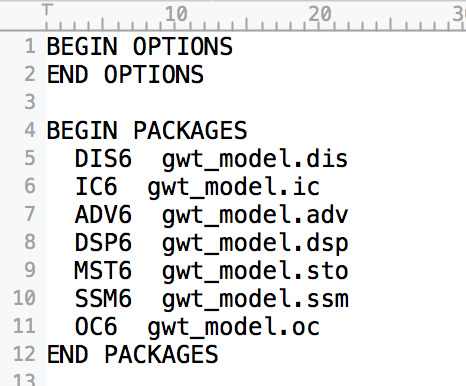 10 20 30
1 BEGIN OPTIONS
2 END OPTIONS
3
4 BEGIN PACKAGES
5   DIS6  gwt_model.dis
6   IC6  gwt_model.ic
7   ADV6  gwt_model.adv
8   DSP6  gwt_model.dsp
9   MST6  gwt_model.sto
10   SSM6  gwt_model.ssm
11   OC6  gwt_model.oc
12 END PACKAGES
13